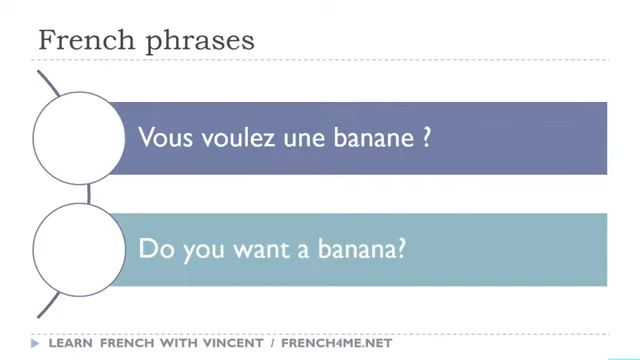 French phrases
Vous voulez une banane ?
Do you want a banana?
LEARN FRENCH WITH VINCENT / FRENCH4ME.NET